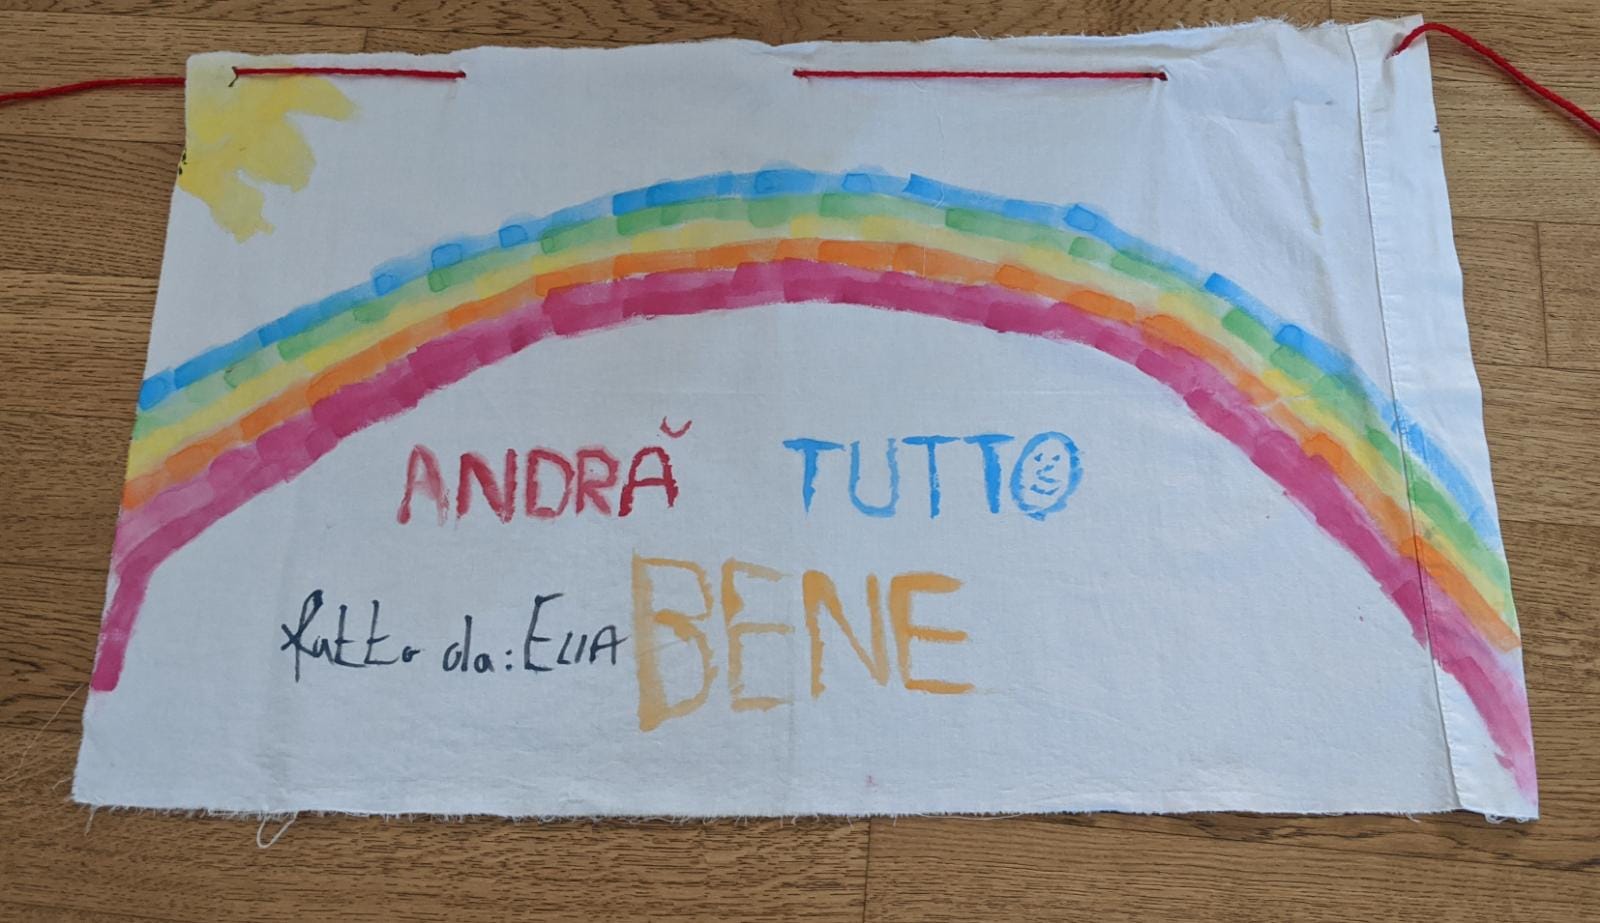 ANDRĂ TUTTO
BENE
fatto da: ELIA